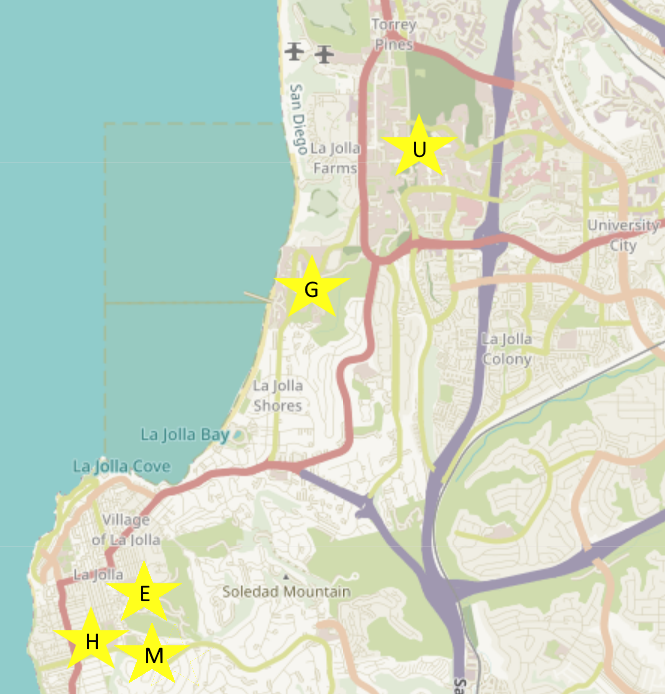 Torrey
Pines
San Diego
U
La Jolla
Farms
University
City
G
La Jolla
Colony
La Jolla
Shores
La Jolla Bay
La Jolla Cove
Village
of La Jolla
La Jolla
E
Soledad Mountain
H
M
Sa